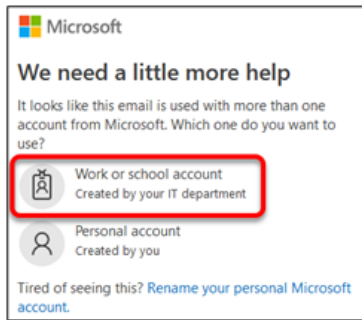 Microsoft
We need a little more help
It looks like this email is used with more than one
account from Microsoft. Which one do you want to
use?
Work or school account
Created by your IT department
Personal account
Created by you
Tired of seeing this? Rename your personal Microsoft
account.